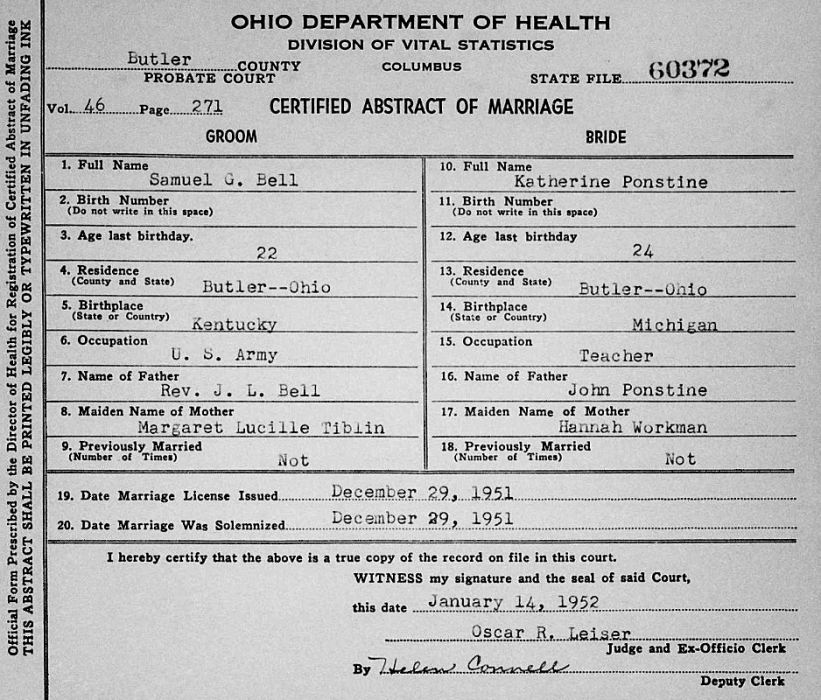 Official Form Prescribed by the Director of Health for Registration of Certified Abstract of Marriage
THIS ABSTRACT SHALL BE PRINTED LEGIBLY OR TYPEWRITTEN IN UNFADING INK
OHIO DEPARTMENT OF HEALTH
DIVISION OF VITAL STATISTICS
Butler COUNTY COLUMBUS
PROBATE COURT STATE FILE 60372
Vol. 46 Page 271 CERTIFIED ABSTRACT OF MARRIAGE
GROOM
1. Full Name
Samuel G. Bell
2. Birth Number
(Do not write in this space)
3. Age last birthday.
22
4. Residence
(County and State) Butler--Ohio
5. Birthplace
(State or Country) Kentucky
6. Occupation
U. S. Army
7. Name of Father
Rev. J. L. Bell
8. Maiden Name of Mother
Margaret Lucille Tiblin
9. Previously Married
(Number of Times) Not
BRIDE
10. Full Name
Katherine Ponstine
11. Birth Number
(Do not write in this space)
12. Age last birthday
24
13. Residence
(County and State) Butler--Ohio
14. Birthplace
(State or Country) Michigan
15. Occupation
Teacher
16. Name of Father
John Ponstine
17. Maiden Name of Mother
Hannah Workman
18. Previously Married
(Number of Times) Not
19. Date Marriage License Issued December 29, 1951
20. Date Marriage Was Solemnized December 29, 1951
I hereby certify that the above is a true copy of the record on file in this court.
WITNESS my signature and the seal of said Court,
this date January 14, 1952
Oscar R. Leiser
Judge and Ex-Officio Clerk
By Helen Connell
Deputy Clerk